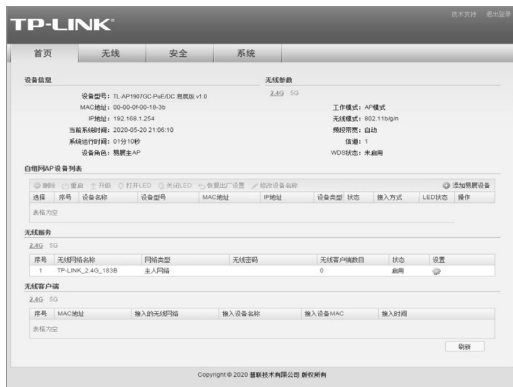 技术支持 退出登录
TP-LINK®
首页 无线 安全 系统
设备信息
设备型号：TL-AP1907GC-PoE/DC 易展版 v1.0
MAC地址：00-00-0f-00-18-3b
IP地址：192.168.1.254
当前系统时间：2020-05-20 21:06:10
系统运行时间：01分10秒
设备角色：易展主AP
无线参数
2.4G 5G
工作模式：AP模式
无线模式：802.11b/g/n
频段带宽：自动
信道：1
WDS状态：未启用
自组网AP设备列表
删除 重启 升级 打开LED 关闭LED 恢复出厂设置 修改设备名称 添加易展设备
选择 序号 设备名称 设备型号 MAC地址 IP地址 设备类型 状态 接入方式 LED状态 操作
表格为空
无线服务
2.4G 5G
序号 无线网络名称 网络类型 无线密码 无线客户端数目 状态 设置
1 TP-LINK_2.4G_183B 主人网络 0 启用
无线客户端
2.4G 5G
序号 MAC地址 接入的无线网络 接入设备名称 接入设备MAC 接入时间
表格为空
刷新
Copyright © 2020 普联技术有限公司 版权所有